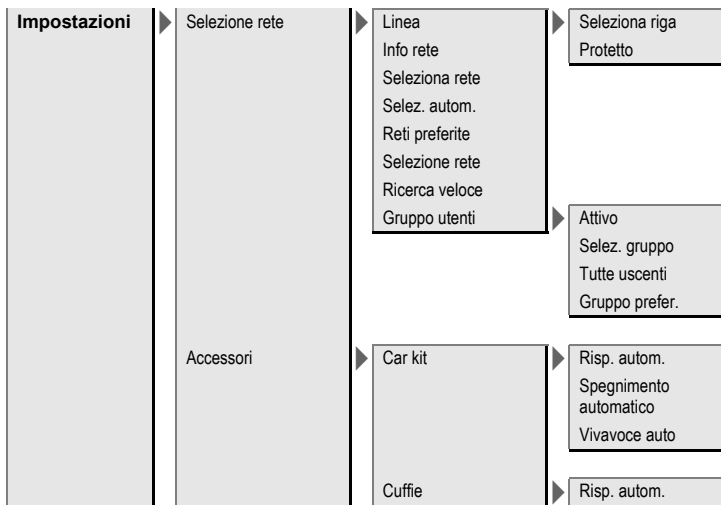 Impostazioni
Selezione rete
Linea
Seleziona riga
Info rete
Protetto
Seleziona rete
Selez. autom.
Reti preferite
Selezione rete
Ricerca veloce
Gruppo utenti
Attivo
Selez. gruppo
Tutte uscenti
Gruppo prefer.
Accessori
Car kit
Risp. autom.
Spegnimento
automatico
Vivavoce auto
Cuffie
Risp. autom.